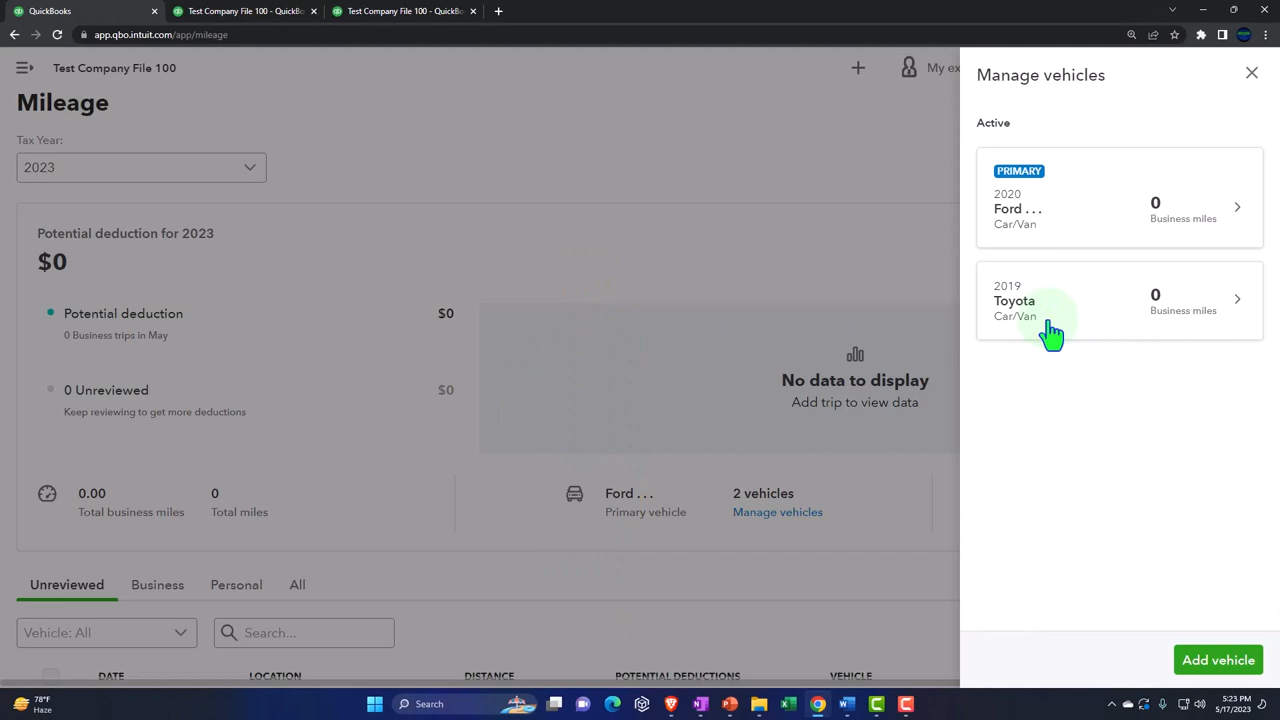 QuickBooks
Test Company File 100 - QuickBo
Test Company File 100 - QuickBo
app.qbo.intuit.com/app/mileage
Test Company File 100
My ex
Mileage
Tax Year:
2023
Potential deduction for 2023
$0
Potential deduction
$0
0 Business trips in May
0 Unreviewed
$0
Keep reviewing to get more deductions
No data to display
Add trip to view data
0.00
Total business miles
0
Total miles
Ford . . .
Primary vehicle
2 vehicles
Manage vehicles
Unreviewed
Business
Personal
All
Vehicle: All
Search...
DATE
LOCATION
DISTANCE
POTENTIAL DEDUCTIONS
VEHICLE
Manage vehicles
Active
PRIMARY
2020
Ford . . .
Car/Van
0
Business miles
2019
Toyota
Car/Van
0
Business miles
Add vehicle
78°F
Haze
Search
5:23 PM
5/17/2023